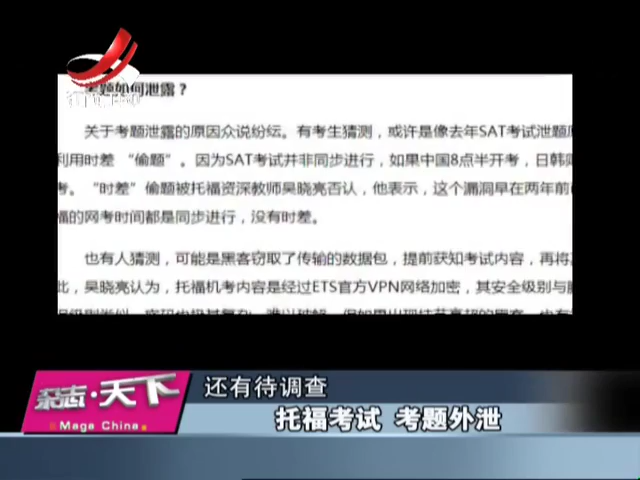 考题如何泄露？
关于考题泄露的原因众说纷纭。有考生猜测，或许是像去年SAT考试泄题
利用时差 “偷题”。因为SAT考试并非同步进行，如果中国8点半开考，日韩
考。“时差”偷题被托福资深教师吴晓亮否认，他表示，这个漏洞早在两年前
福的网考时间都是同步进行，没有时差。
也有人猜测，可能是黑客窃取了传输的数据包，提前获知考试内容，再将
此，吴晓亮认为，托福机考内容是经过ETS官方VPN网络加密，其安全级别与
杂志·天下
Maga China
还有待调查
托福考试 考题外泄